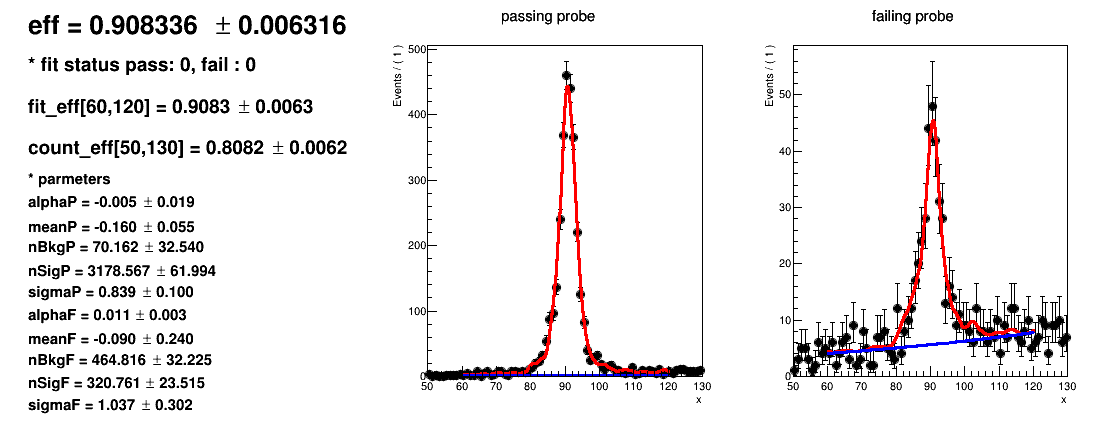 eff = 0.908336 ± 0.006316
* fit status pass: 0, fail : 0
fit_eff[60,120] = 0.9083 ± 0.0063
count_eff[50,130] = 0.8082 ± 0.0062
* parmeters
alphaP = -0.005 ± 0.019
meanP = -0.160 ± 0.055
nBkgP = 70.162 ± 32.540
nSigP = 3178.567 ± 61.994
sigmaP = 0.839 ± 0.100
alphaF = 0.011 ± 0.003
meanF = -0.090 ± 0.240
nBkgF = 464.816 ± 32.225
nSigF = 320.761 ± 23.515
sigmaF = 1.037 ± 0.302
passing probe
Events / ( 1 )
500
400
300
200
100
0
50 60 70 80 90 100 110 120 130
x
failing probe
Events / ( 1 )
50
40
30
20
10
0
50 60 70 80 90 100 110 120 130
x